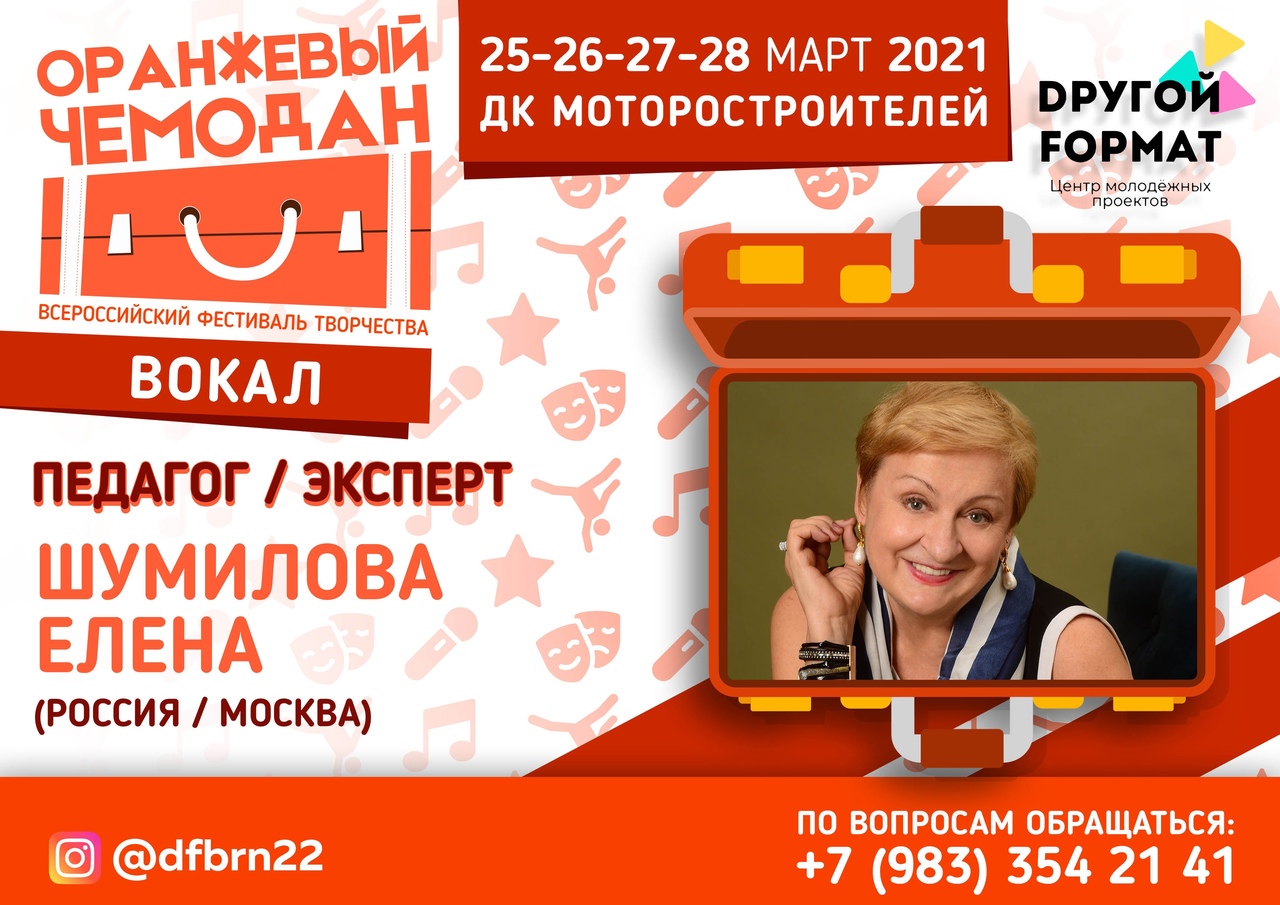 ОРАНЖЕВЫЙ
ЧЕМОДАН
ВСЕРОССИЙСКИЙ ФЕСТИВАЛЬ ТВОРЧЕСТВА
ВОКАЛ
25-26-27-28 МАРТ 2021
ДК МОТОРОСТРОИТЕЛЕЙ
DРУГОЙ
FОРМАТ
Центр молодёжных
проектов
ПЕДАГОГ / ЭКСПЕРТ
ШУМИЛОВА
ЕЛЕНА
(РОССИЯ / МОСКВА)
@dfbrn22
ПО ВОПРОСАМ ОБРАЩАТЬСЯ:
+7 (983) 354 21 41